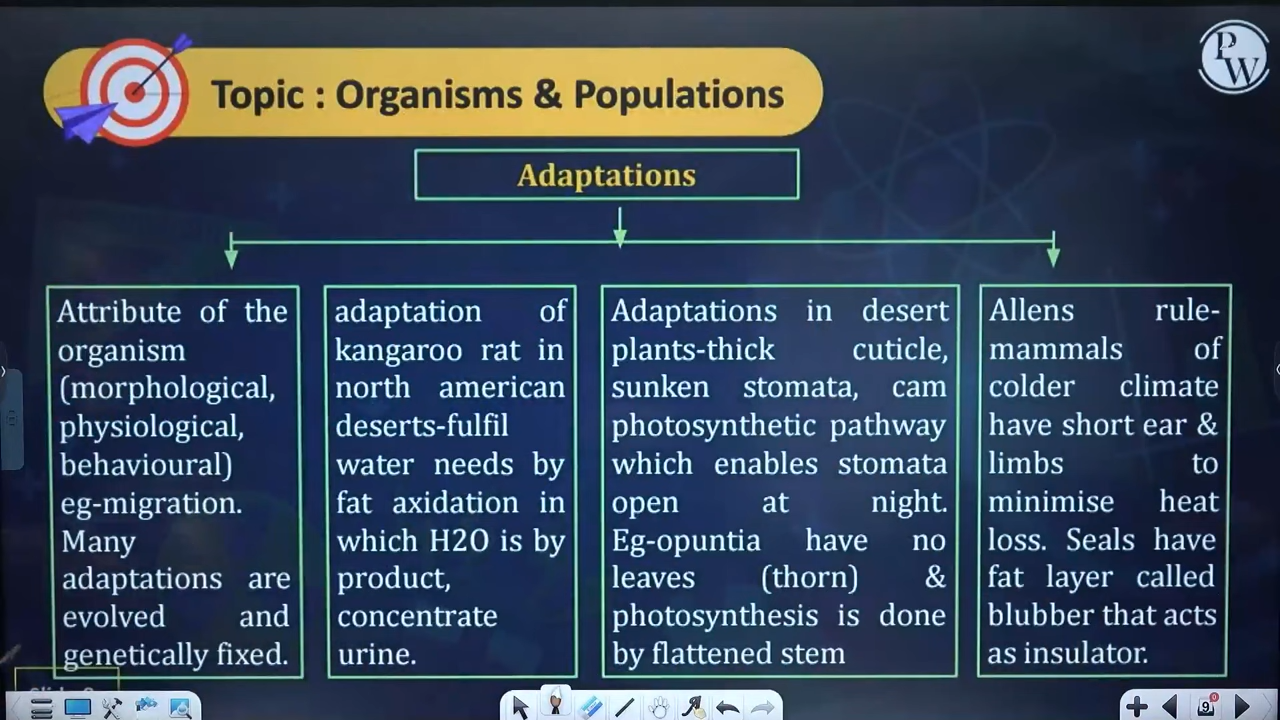 Topic : Organisms & Populations
PW
Adaptations
Attribute of the
organism
(morphological,
physiological,
behavioural)
eg-migration.
Many
adaptations are
evolved and
genetically fixed.
adaptation of
kangaroo rat in
north american
deserts-fulfil
water needs by
fat axidation in
which H2O is by
product,
concentrate
urine.
Adaptations in desert
plants-thick cuticle,
sunken stomata, cam
photosynthetic pathway
which enables stomata
open at night.
Eg-opuntia have no
leaves (thorn) &
photosynthesis is done
by flattened stem
Allens rule-
mammals of
colder climate
have short ear &
limbs to
minimise heat
loss. Seals have
fat layer called
blubber that acts
as insulator.
9